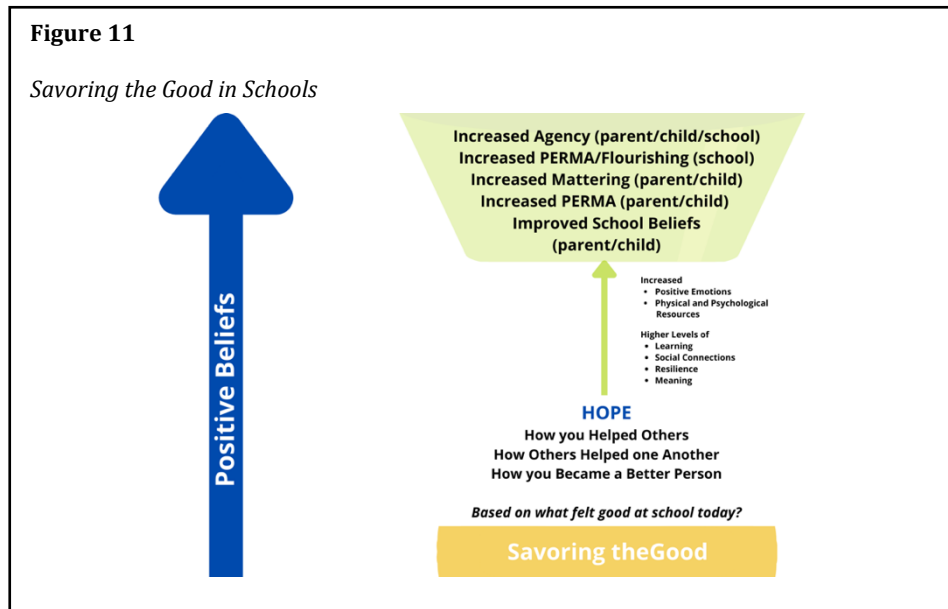 Figure 11
Savoring the Good in Schools
Positive Beliefs
Increased Agency (parent/child/school)
Increased PERMA/Flourishing (school)
Increased Mattering (parent/child)
Increased PERMA (parent/child)
Improved School Beliefs
(parent/child)
Increased
• Positive Emotions
• Physical and Psychological
Resources
Higher Levels of
• Learning
• Social Connections
• Resilience
• Meaning
HOPE
How you Helped Others
How Others Helped one Another
How you Became a Better Person
Based on what felt good at school today?
Savoring theGood